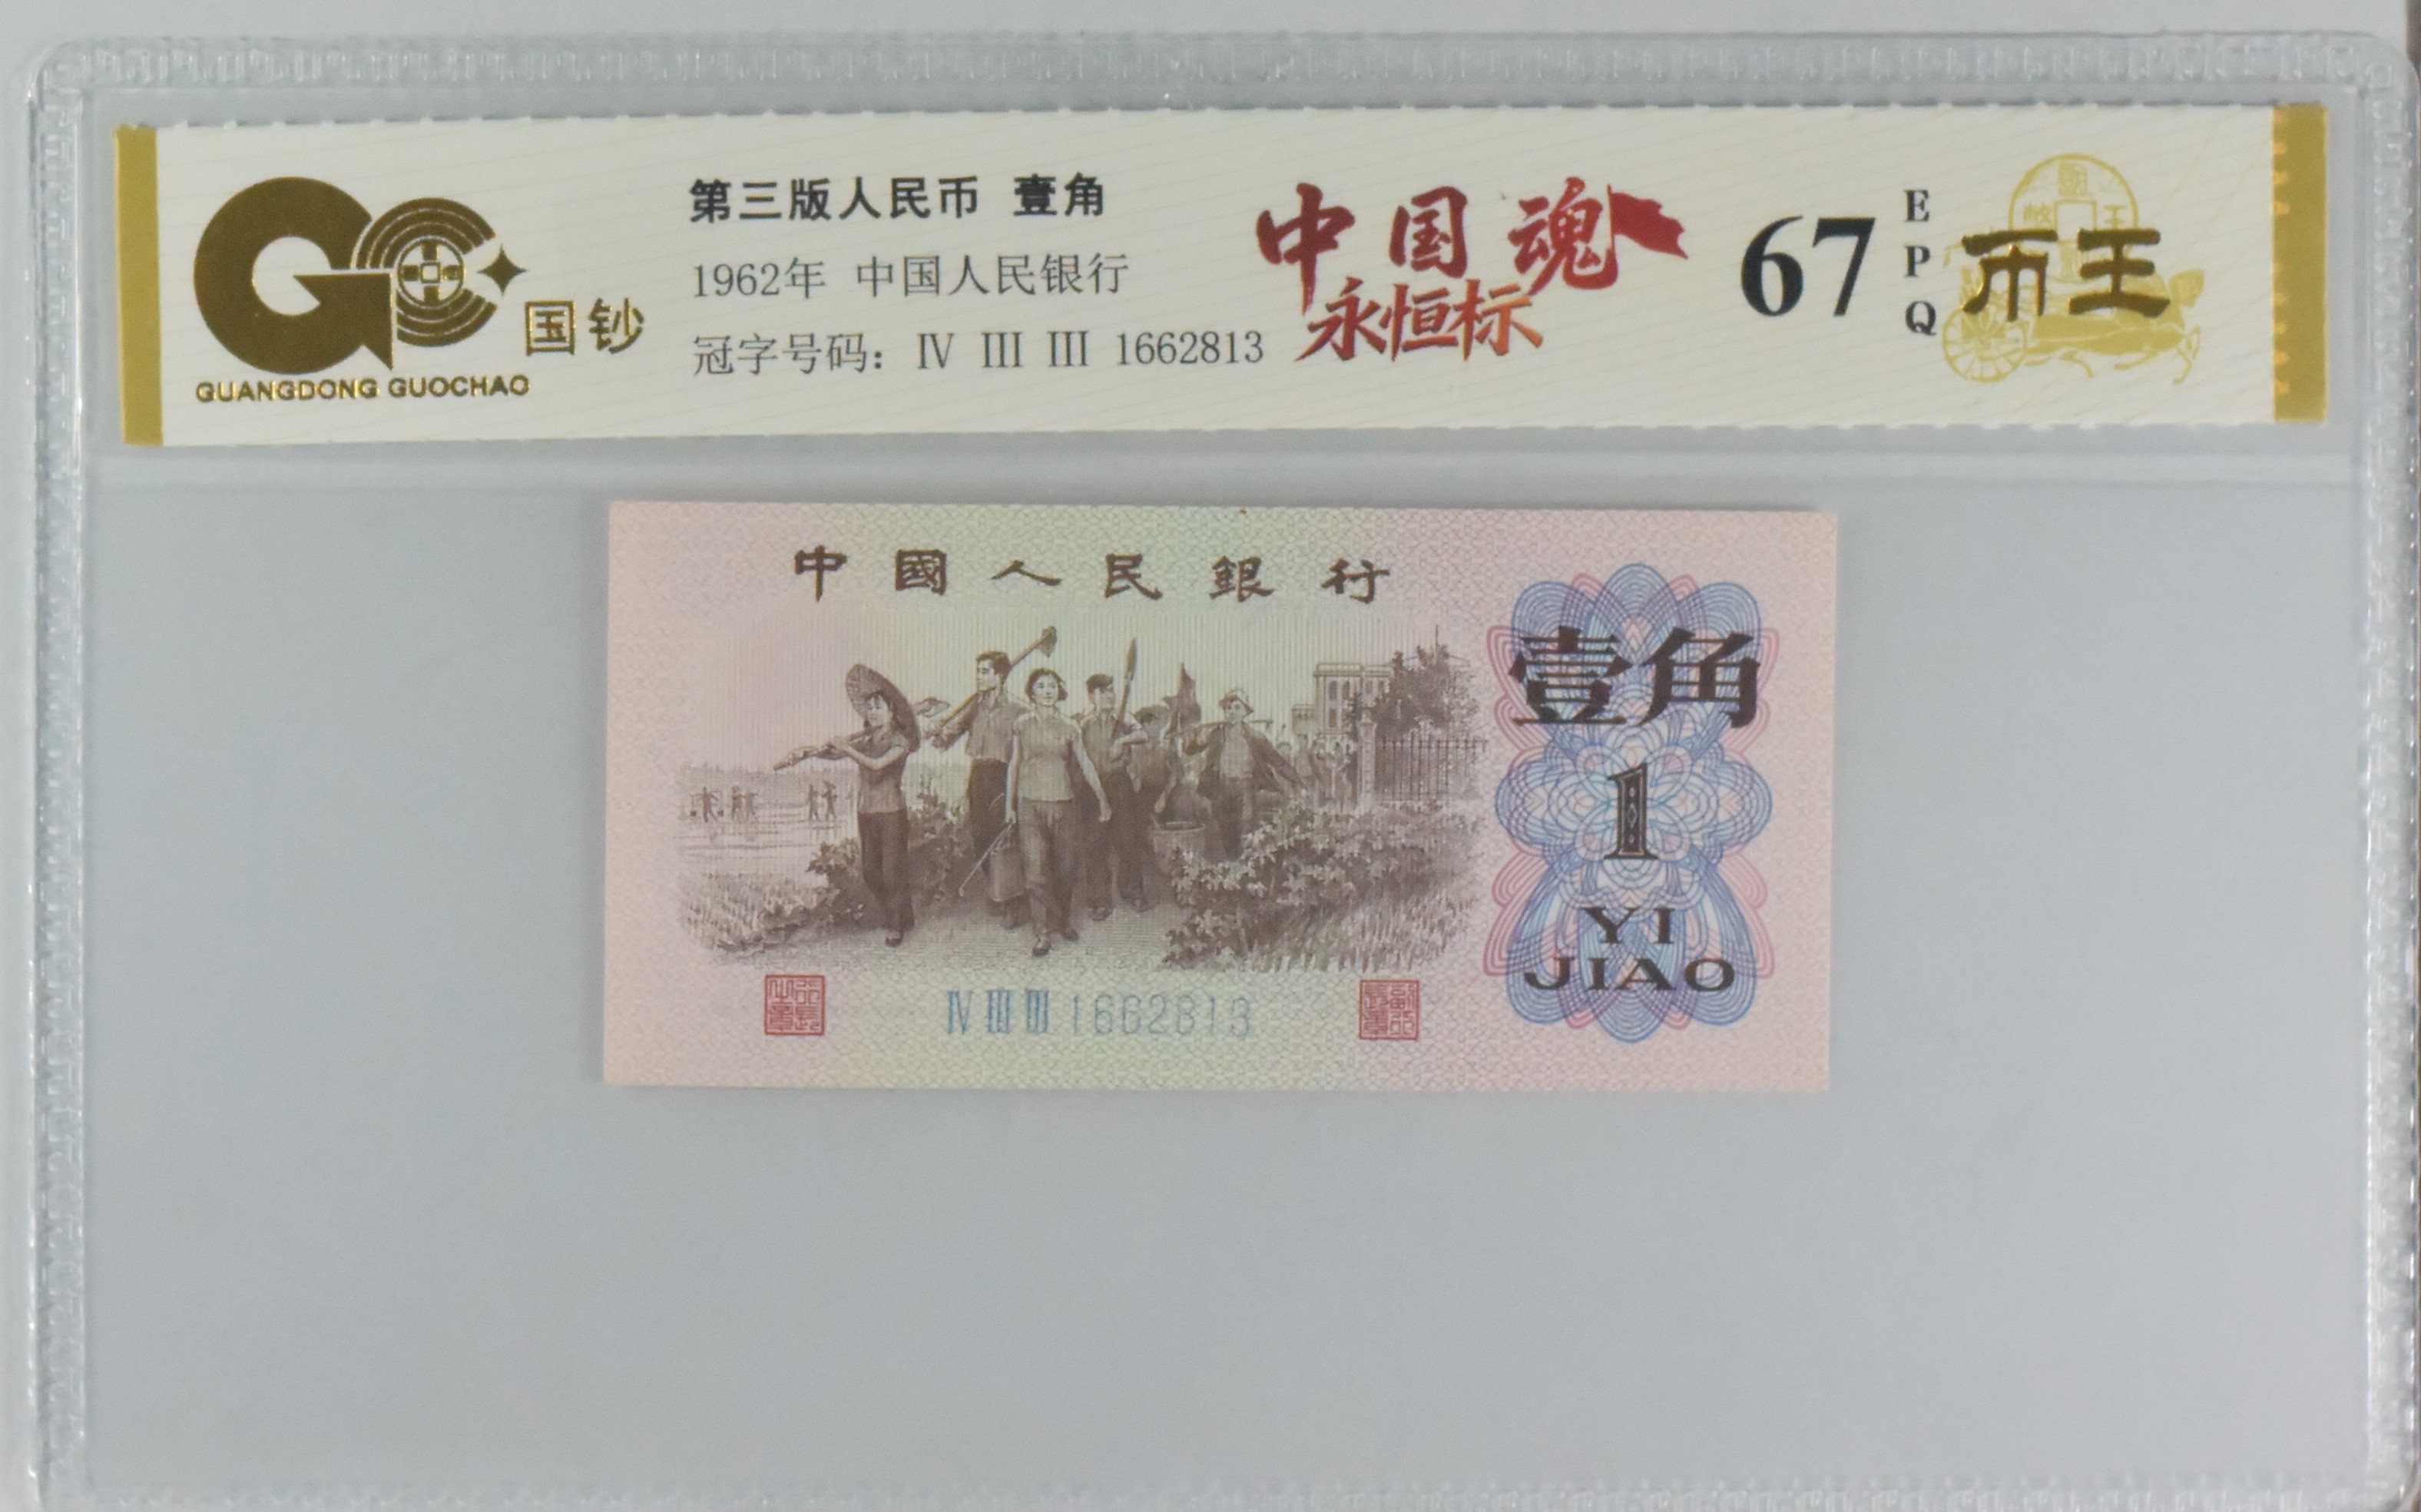 国钞
GUANGDONG GUOCHAO
第三版人民币 壹角
1962年 中国人民银行
冠字号码：Ⅳ Ⅲ Ⅲ 1662813
中国魂
永恒标
67
EPQ
币王
中國人民銀行
壹角
1
YI
JIAO
Ⅳ Ⅲ Ⅲ 1662813